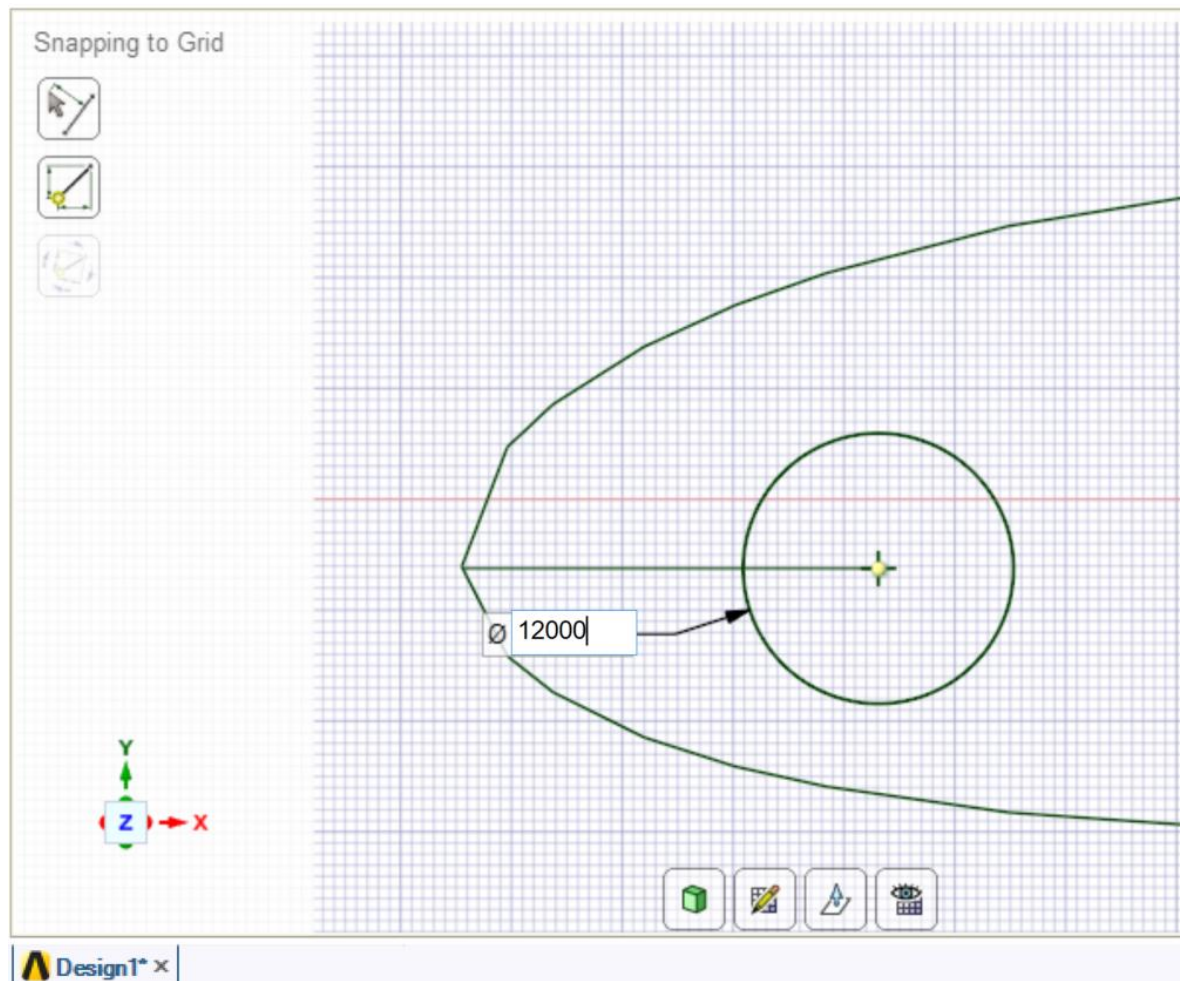 Snapping to Grid
Ø 12000
Y
Z X
Design1* ×